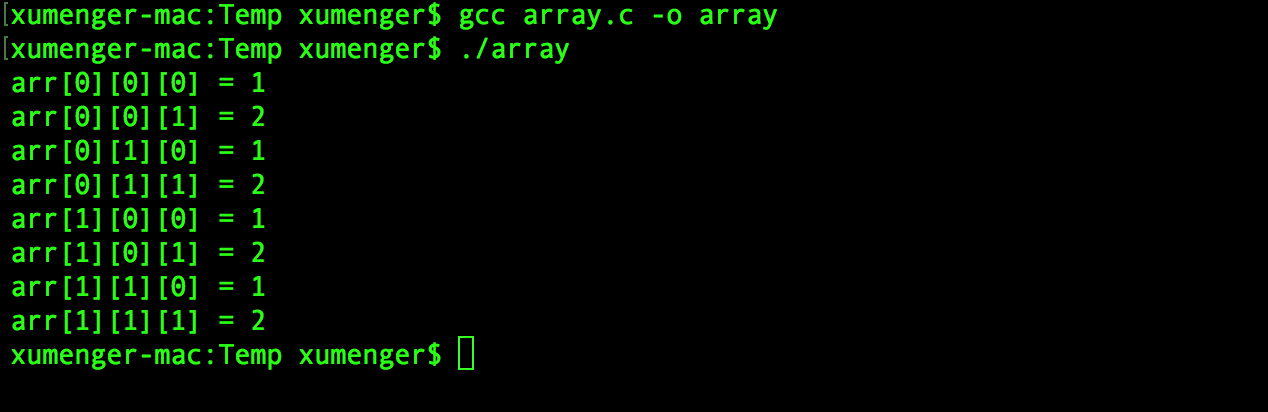 [xumenger-mac:Temp xumenger$ gcc array.c -o array
[xumenger-mac:Temp xumenger$ ./array
arr[0][0][0] = 1
arr[0][0][1] = 2
arr[0][1][0] = 1
arr[0][1][1] = 2
arr[1][0][0] = 1
arr[1][0][1] = 2
arr[1][1][0] = 1
arr[1][1][1] = 2
xumenger-mac:Temp xumenger$